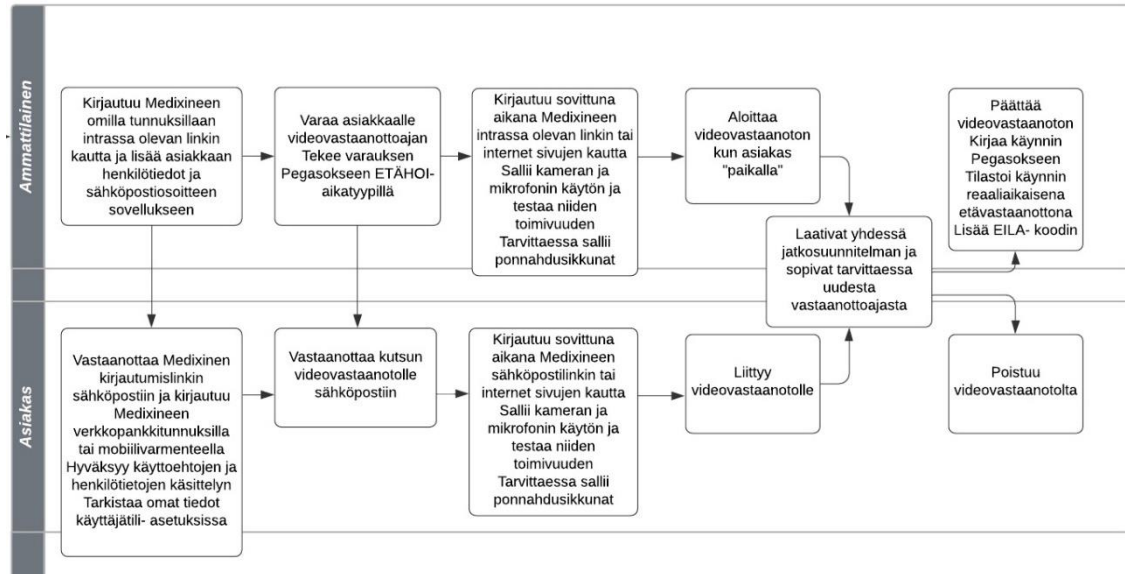 Ammattilainen
Kirjautuu Medixineen
omilla tunnuksillaan
intrassa olevan linkin
kautta ja lisää asiakkaan
henkilötiedot ja
sähköpostiosoitteen
sovellukseen
Varaa asiakkaalle
videovastaanottoajan
Tekee varauksen
Pegasokseen ETÄHOI-
aikatyypillä
Kirjautuu sovittuna
aikana Medixineen
intrassa olevan linkin tai
internet sivujen kautta
Sallii kameran ja
mikrofonin käytön ja
testaa niiden
toimivuuden
Tarvittaessa sallii
ponnahdusikkunat
Aloittaa
videovastaanoton
kun asiakas
"paikalla"
Laativat yhdessä
jatkosuunnitelman ja
sopivat tarvittaessa
uudesta
vastaanottoajasta
Päättää
videovastaanoton
Kirjaa käynnin
Pegasokseen
Tilastoi käynnin
reaaliaikaisena
etävastaanottona
Lisää EILA- koodin
Asiakas
Vastaanottaa Medixinen
kirjautumislinkin
sähköpostiin ja kirjautuu
Medixineen
verkkopankkitunnuksilla
tai mobiilivarmenteella
Hyväksyy käyttoehtojen ja
henkilötietojen käsittelyn
Tarkistaa omat tiedot
käyttäjätili- asetuksissa
Vastaanottaa kutsun
videovastaanotolle
sähköpostiin
Kirjautuu sovittuna
aikana Medixineen
sähköpostilinkin tai
internet sivujen kautta
Sallii kameran ja
mikrofonin käytön ja
testaa niiden
toimivuuden
Tarvittaessa sallii
ponnahdusikkunat
Liittyy
videovastaanotolle
Poistuu
videovastaanotolta